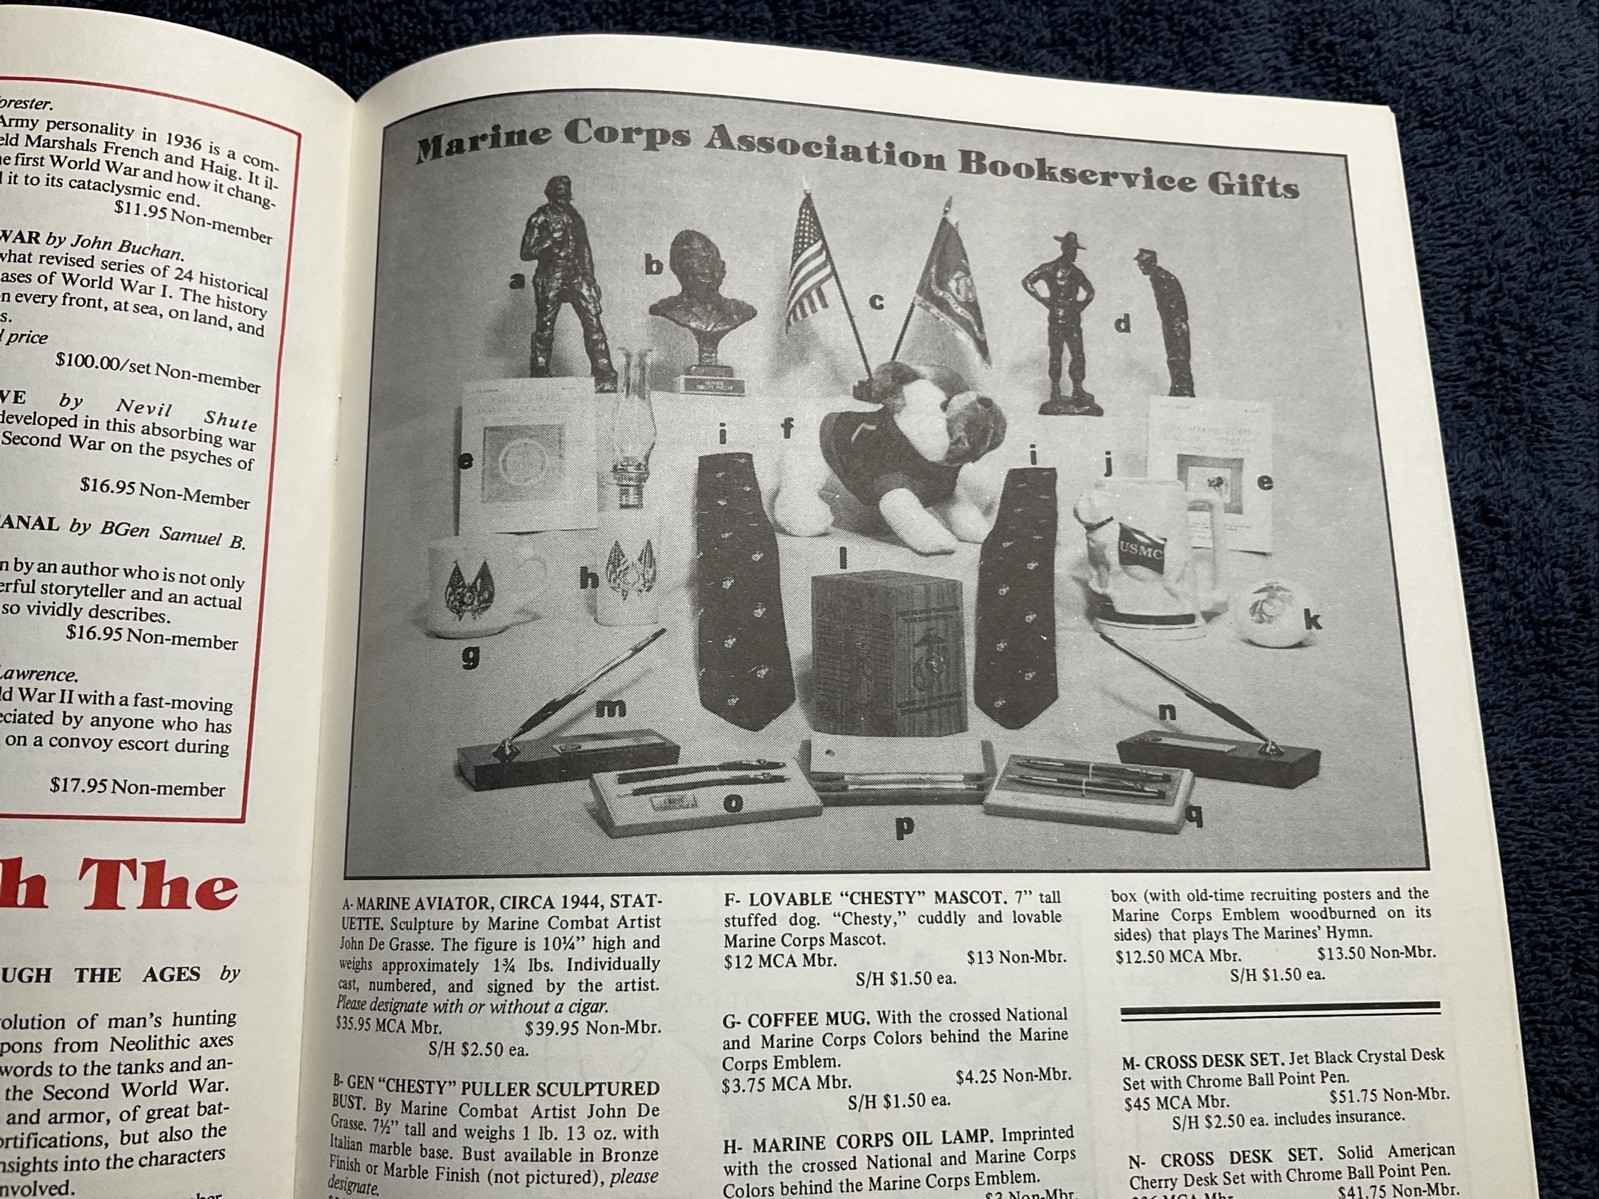 orester.
Army personality in 1936 is a com-
eld Marshals French and Haig. It il-
e first World War and how it chang-
it to its cataclysmic end.
$11.95 Non-member
WAR by John Buchan.
what revised series of 24 historical
ases of World War I. The history
n every front, at sea, on land, and
s.
price
$100.00/set Non-member
VE by Nevil Shute
developed in this absorbing war
Second War on the psyches of
$16.95 Non-Member
ANAL by BGen Samuel B.
n by an author who is not only
erful storyteller and an actual
so vividly describes.
$16.95 Non-member
Lawrence.
ld War II with a fast-moving
eciated by anyone who has
on a convoy escort during
$17.95 Non-member
h The
UGH THE AGES by
olution of man's hunting
pons from Neolithic axes
words to the tanks and an-
the Second World War.
and armor, of great bat-
rtifications, but also the
nsights into the characters
nvolved.
Marine Corps Association Bookservice Gifts
a
b
c
d
e
f
i
i
j
e
USMC
h
l
k
g
m
n
o
p
q
A- MARINE AVIATOR, CIRCA 1944, STAT-
UETTE. Sculpture by Marine Combat Artist
John De Grasse. The figure is 10¼" high and
weighs approximately 1¾ lbs. Individually
cast, numbered, and signed by the artist.
Please designate with or without a cigar.
$35.95 MCA Mbr. $39.95 Non-Mbr.
S/H $2.50 ea.
B- GEN "CHESTY" PULLER SCULPTURED
BUST. By Marine Combat Artist John De
Grasse. 7½" tall and weighs 1 lb. 13 oz. with
Italian marble base. Bust available in Bronze
Finish or Marble Finish (not pictured), please
designate.
F- LOVABLE "CHESTY" MASCOT. 7" tall
stuffed dog. "Chesty," cuddly and lovable
Marine Corps Mascot.
$12 MCA Mbr. $13 Non-Mbr.
S/H $1.50 ea.
G- COFFEE MUG. With the crossed National
and Marine Corps Colors behind the Marine
Corps Emblem.
$3.75 MCA Mbr. $4.25 Non-Mbr.
S/H $1.50 ea.
H- MARINE CORPS OIL LAMP. Imprinted
with the crossed National and Marine Corps
Colors behind the Marine Corps Emblem.
Non-Mbr.
box (with old-time recruiting posters and the
Marine Corps Emblem woodburned on its
sides) that plays The Marines' Hymn.
$12.50 MCA Mbr. $13.50 Non-Mbr.
S/H $1.50 ea.
M- CROSS DESK SET. Jet Black Crystal Desk
Set with Chrome Ball Point Pen.
$45 MCA Mbr. $51.75 Non-Mbr.
S/H $2.50 ea. includes insurance.
N- CROSS DESK SET. Solid American
Cherry Desk Set with Chrome Ball Point Pen.
MCA Mbr. $41.75 Non-Mbr.